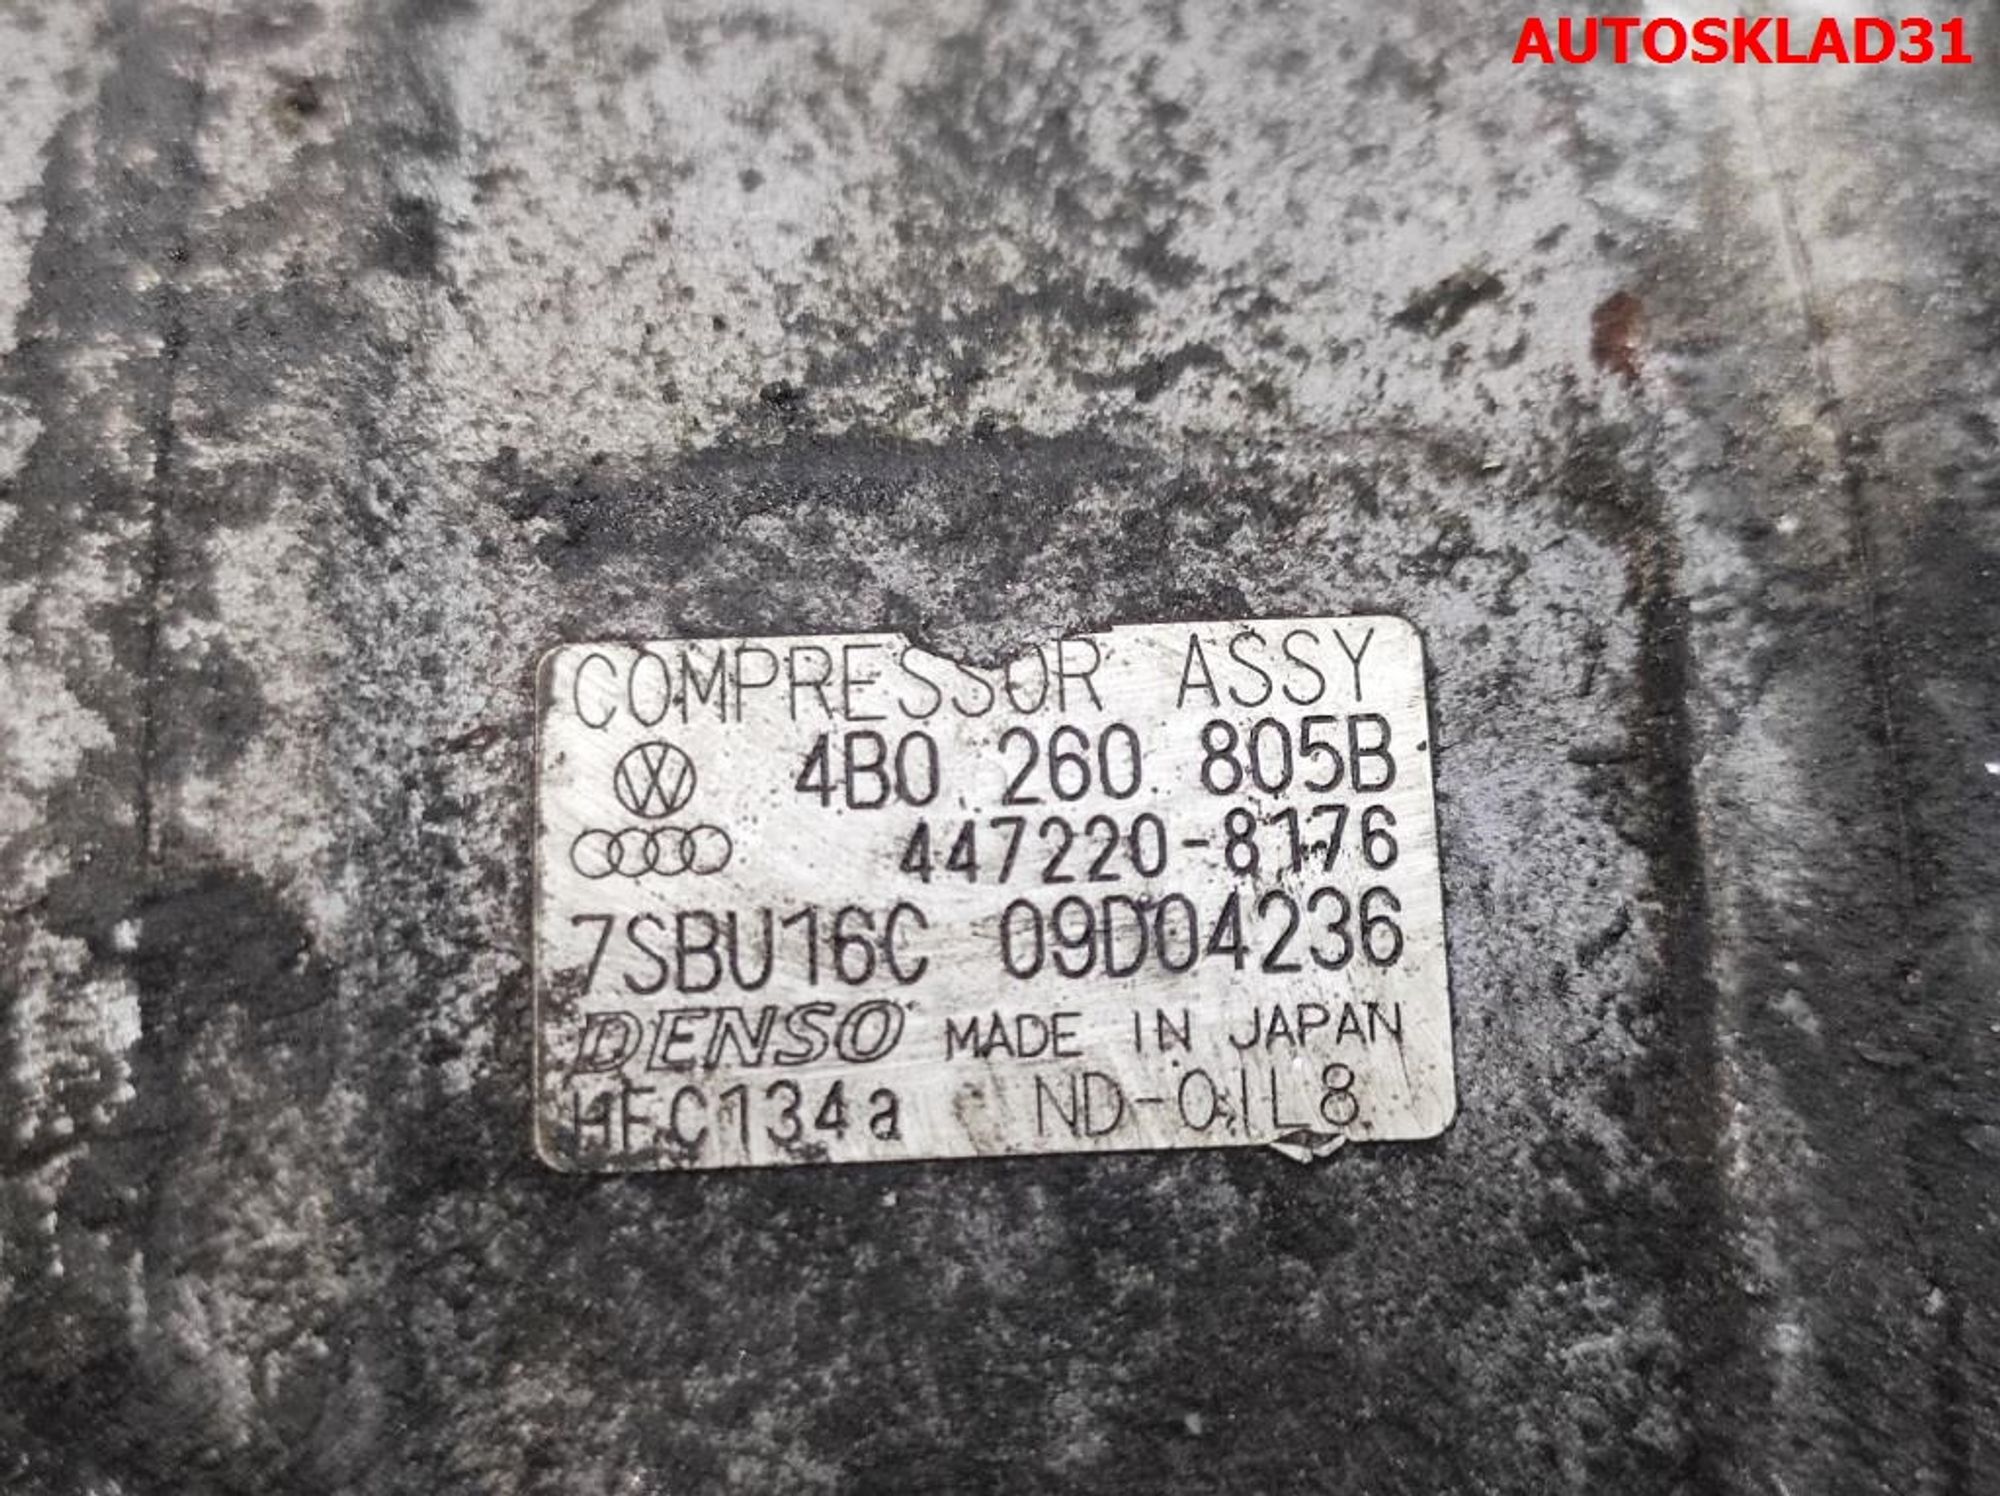 AUTOSKLAD31
COMPRESSOR ASSY
4B0 260 805B
447220-8176
7SBU16C 09D04236
DENSO MADE IN JAPAN
HFC134a ND-OIL8